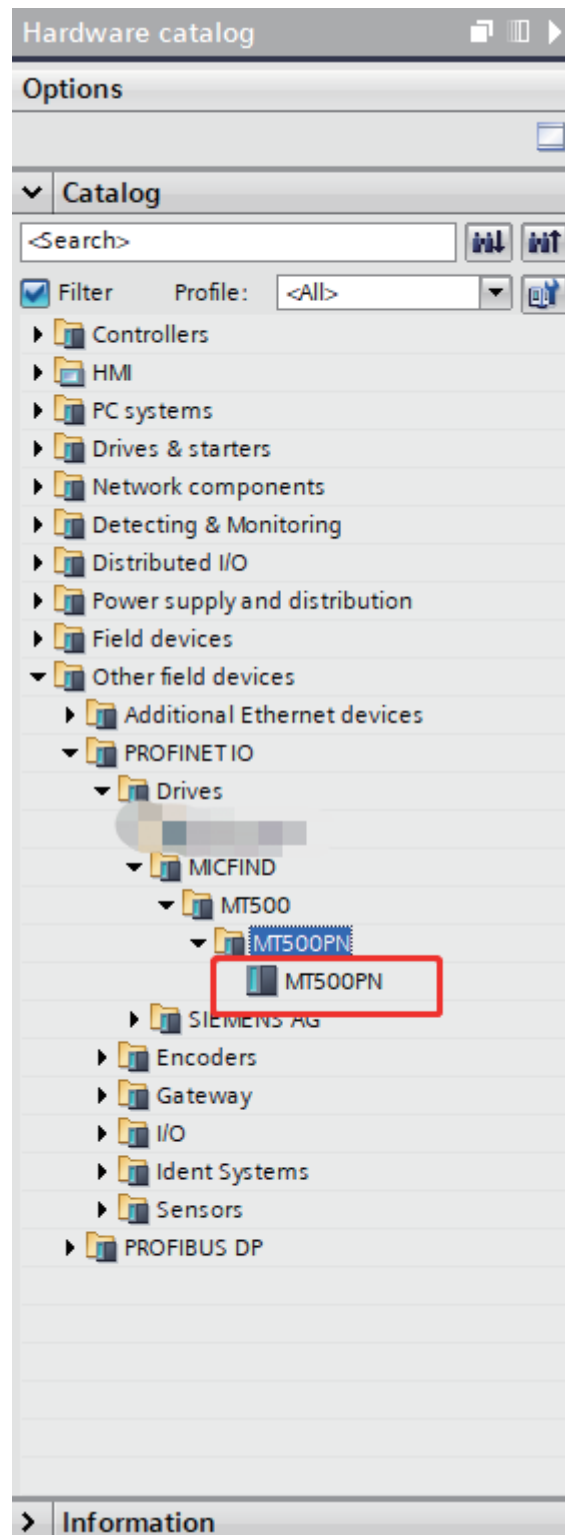 Hardware catalog
Options
Catalog
<Search>
Filter Profile: <All>
Controllers
HMI
PC systems
Drives & starters
Network components
Detecting & Monitoring
Distributed I/O
Power supply and distribution
Field devices
Other field devices
Additional Ethernet devices
PROFINET IO
Drives
MICFIND
MT500
MT500PN
MT500PN
SIEMENS AG
Encoders
Gateway
I/O
Ident Systems
Sensors
PROFIBUS DP
Information